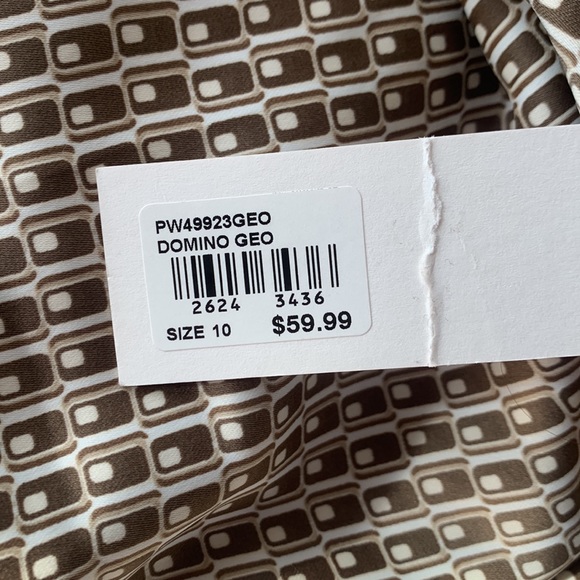 PW49923GEO
DOMINO GEO
2624 3436
SIZE 10 $59.99